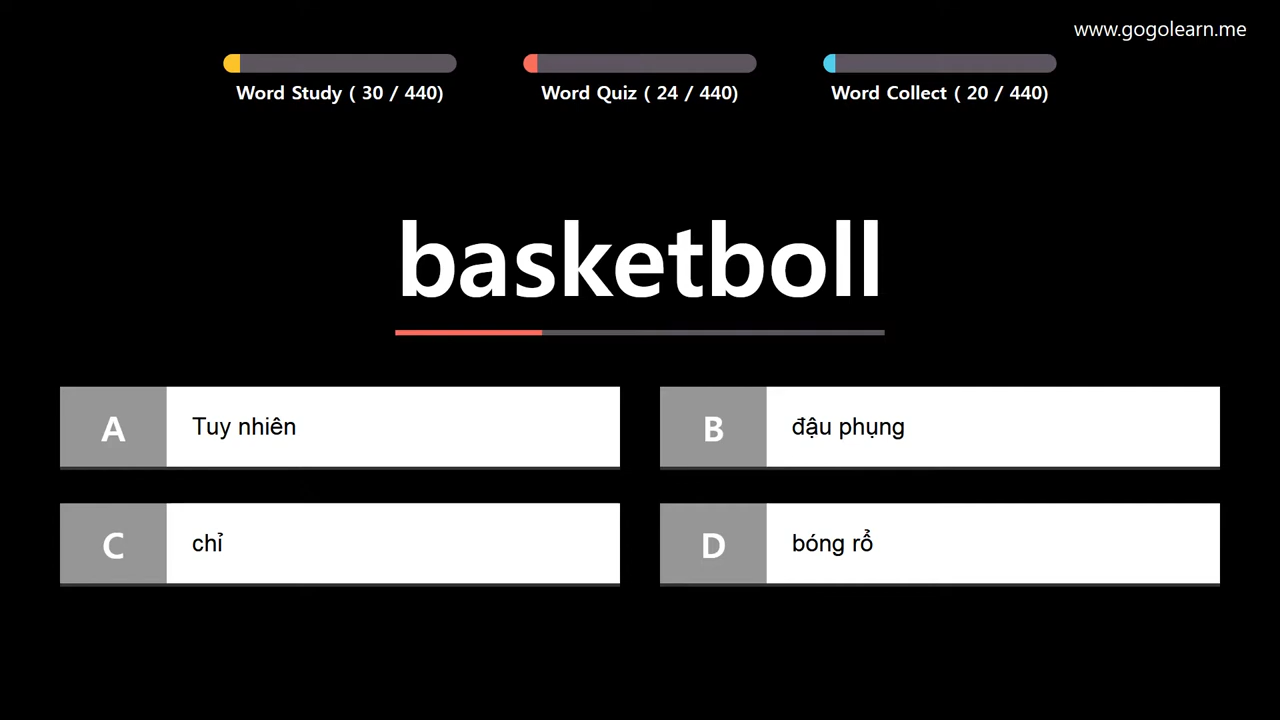 www.gogolearn.me
Word Study ( 30 / 440)
Word Quiz ( 24 / 440)
Word Collect ( 20 / 440)
basketboll
A Tuy nhiên
B đậu phụng
C chỉ
D bóng rổ